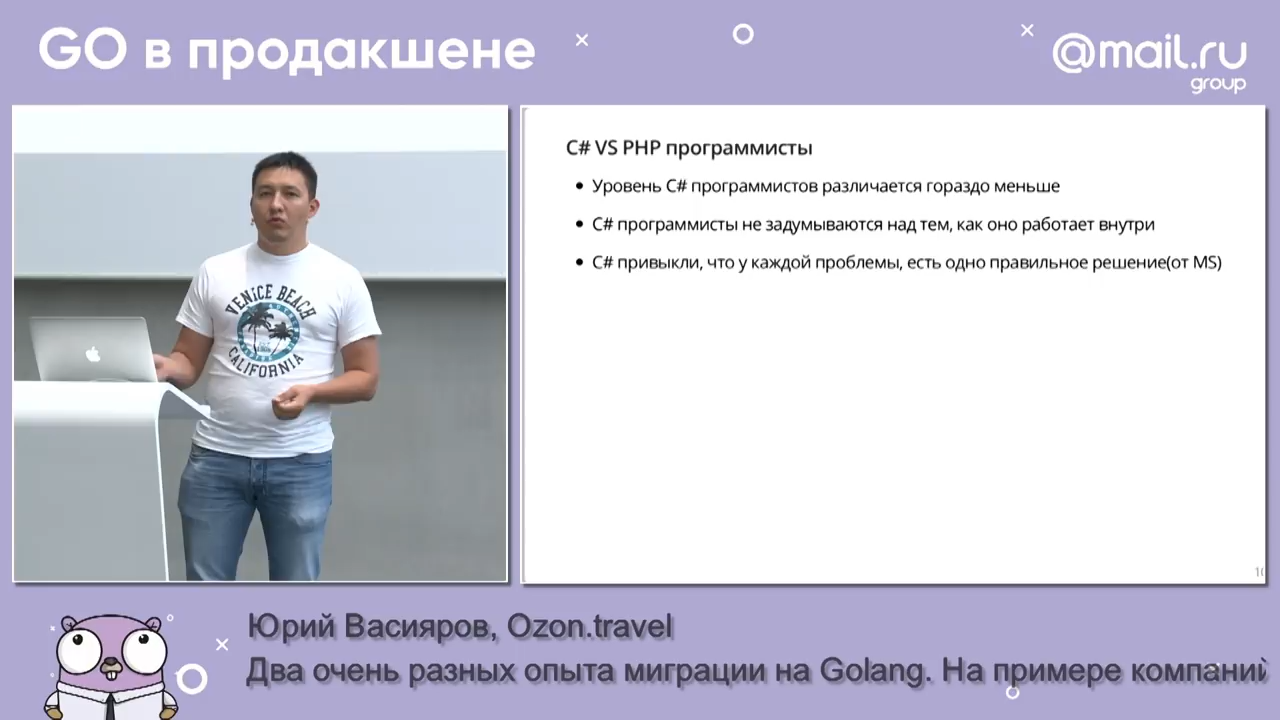 GO в продакшене
@mail.ru
group
VENICE BEACH
CALIFORNIA
C# VS PHP программисты
• Уровень C# программистов различается гораздо меньше
• C# программисты не задумываются над тем, как оно работает внутри
• C# привыкли, что у каждой проблемы, есть одно правильное решение(от MS)
Юрий Васияров, Ozon.travel
Два очень разных опыта миграции на Golang. На примере компаний